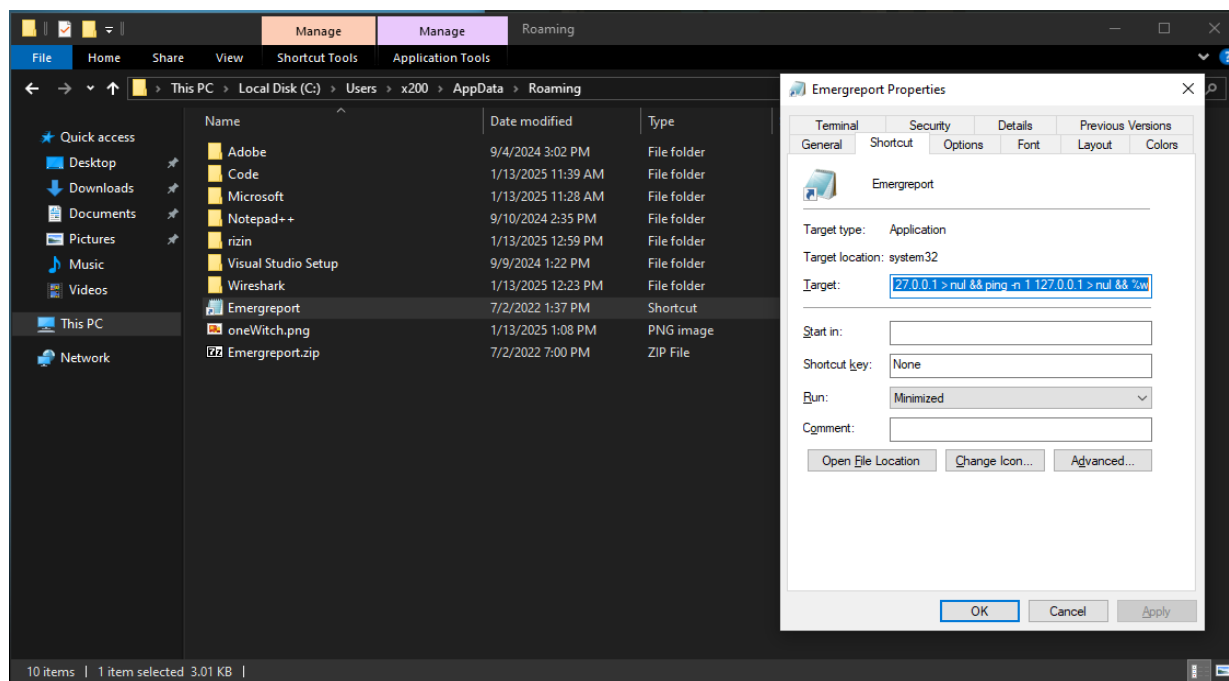 Manage Manage Roaming
File Home Share View Shortcut Tools Application Tools
This PC > Local Disk (C:) > Users > x200 > AppData > Roaming
Quick access
Desktop
Downloads
Documents
Pictures
Music
Videos
This PC
Network
Name Date modified Type
Adobe 9/4/2024 3:02 PM File folder
Code 1/13/2025 11:39 AM File folder
Microsoft 1/13/2025 11:28 AM File folder
Notepad++ 9/10/2024 2:35 PM File folder
rizin 1/13/2025 12:59 PM File folder
Visual Studio Setup 9/9/2024 1:22 PM File folder
Wireshark 1/13/2025 12:23 PM File folder
Emergreport 7/2/2022 1:37 PM Shortcut
oneWitch.png 1/13/2025 1:08 PM PNG image
Emergreport.zip 7/2/2022 7:00 PM ZIP File
10 items | 1 item selected 3.01 KB |
Emergreport Properties
Terminal Security Details Previous Versions
General Shortcut Options Font Layout Colors
Emergreport
Target type: Application
Target location: system32
Target: 27.0.0.1 > nul && ping -n 1 127.0.0.1 > nul && %w
Start in:
Shortcut key: None
Run: Minimized
Comment:
Open File Location Change Icon... Advanced...
OK Cancel Apply